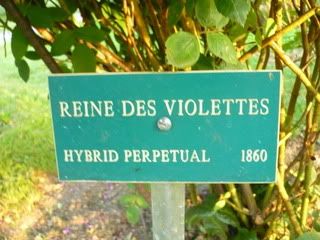 REINE DES VIOLETTES
HYBRID PERPETUAL 1860